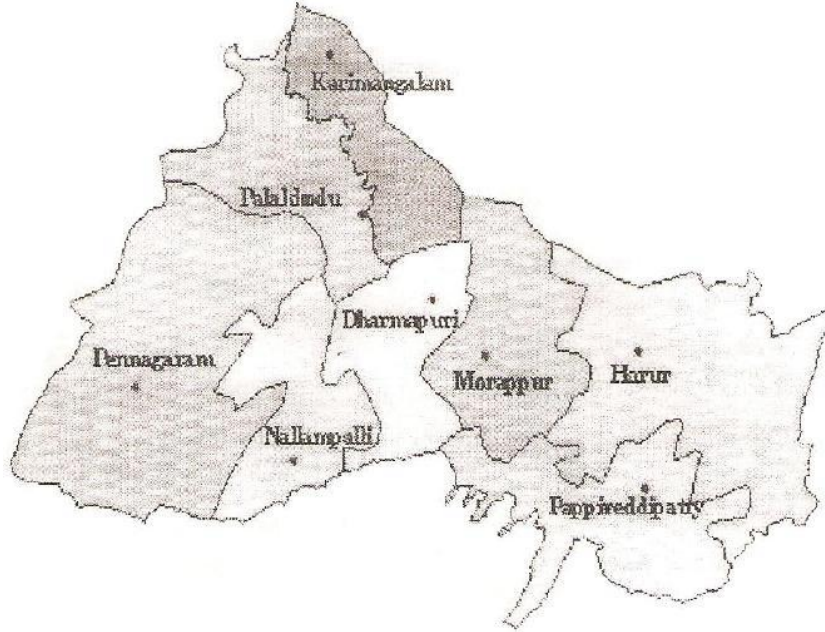 Karimangalam
Palakkodu
Dharmapuri
Pennagaram
Morappur
Harur
Nallampalli
Pappireddipatty